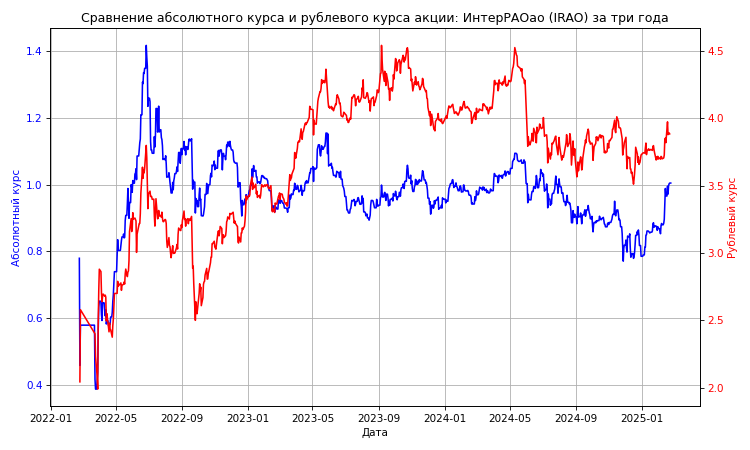 Сравнение абсолютного курса и рублевого курса акции: ИнтерРАОао (IRAO) за три года
1.4
1.2
1.0
0.8
0.6
0.4
Абсолютный курс
4.5
4.0
3.5
3.0
2.5
2.0
Рублевый курс
2022-01 2022-05 2022-09 2023-01 2023-05 2023-09 2024-01 2024-05 2024-09 2025-01
Дата